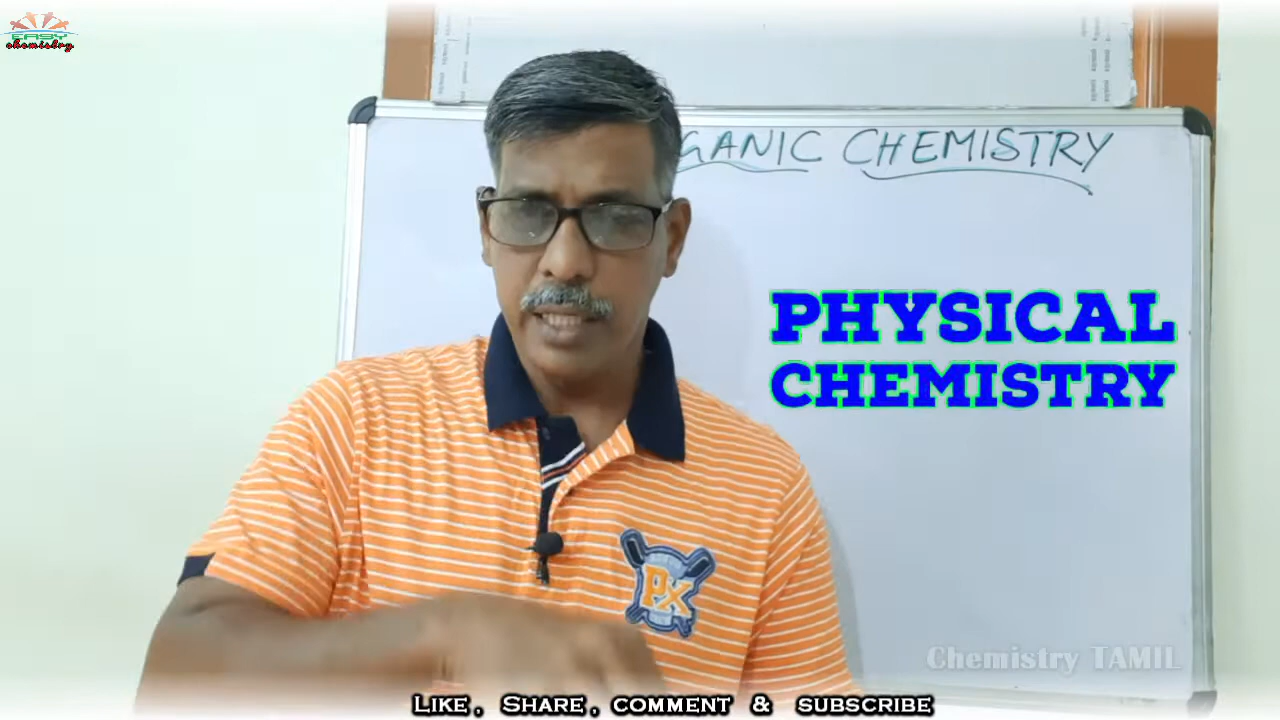 EASY
chemistry
GANIC CHEMISTRY
PHYSICAL
CHEMISTRY
PX
Chemistry TAMIL
LIKE , SHARE , COMMENT & SUBSCRIBE